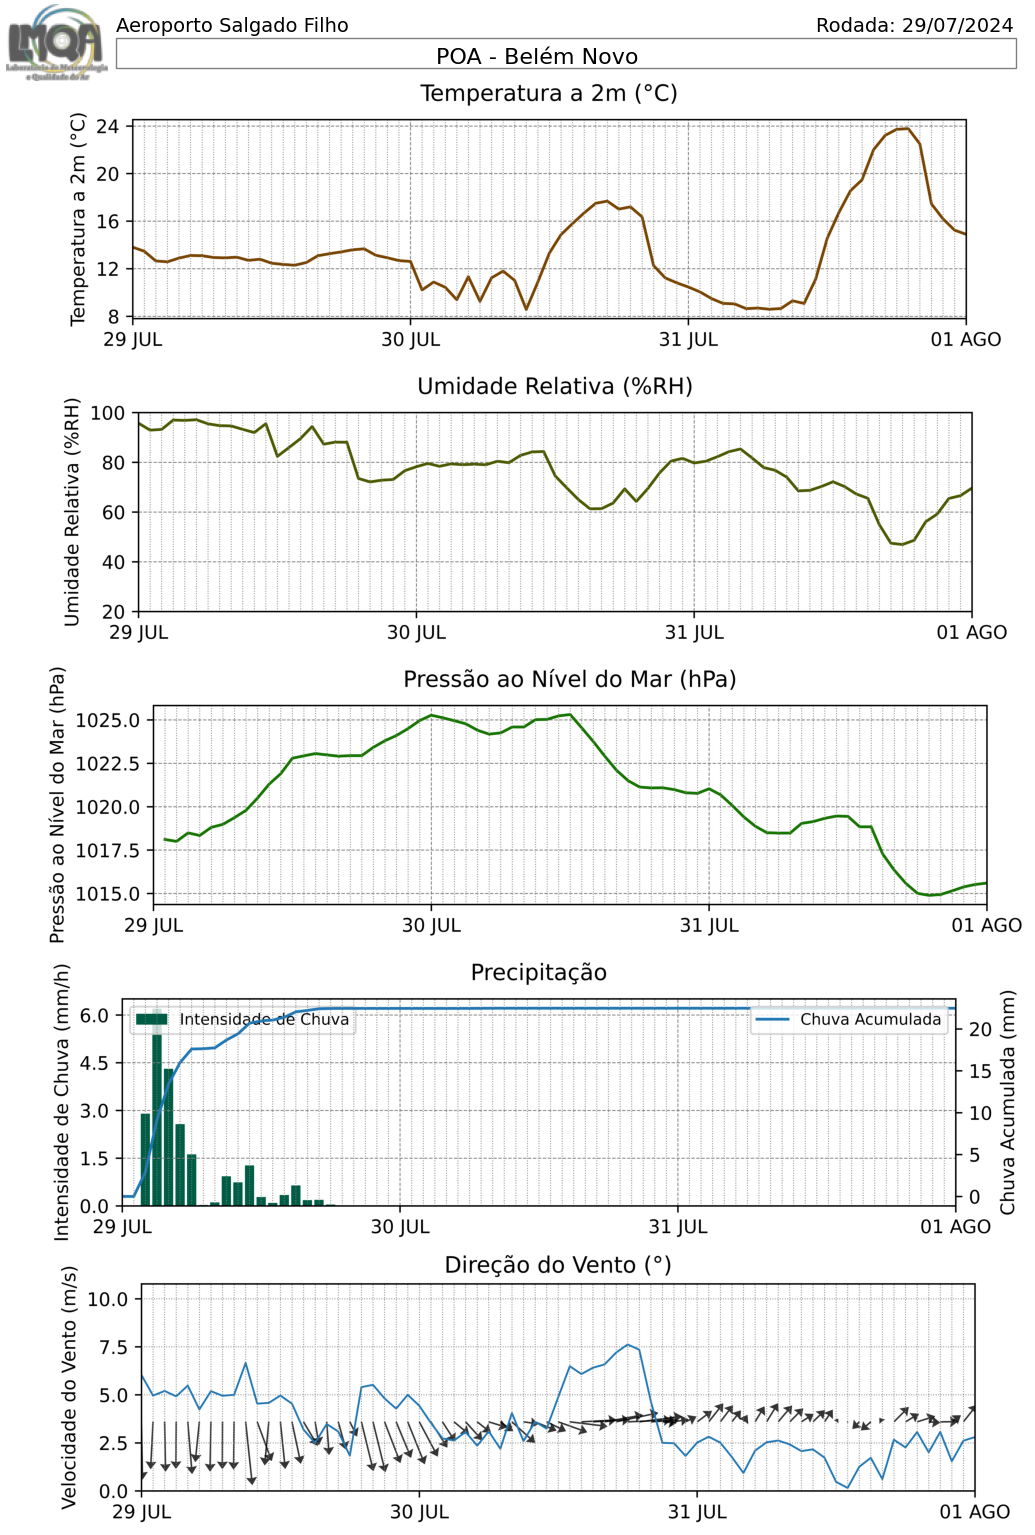 LMQA
Laboratório de Meteorologia
e Qualidade do Ar
Aeroporto Salgado Filho
Rodada: 29/07/2024
POA - Belém Novo
Temperatura a 2m (°C)
Temperatura a 2m (°C)
24
20
16
12
8
29 JUL 30 JUL 31 JUL 01 AGO
Umidade Relativa (%RH)
Umidade Relativa (%RH)
100
80
60
40
20
29 JUL 30 JUL 31 JUL 01 AGO
Pressão ao Nível do Mar (hPa)
Pressão ao Nível do Mar (hPa)
1025.0
1022.5
1020.0
1017.5
1015.0
29 JUL 30 JUL 31 JUL 01 AGO
Precipitação
Intensidade de Chuva (mm/h)
6.0
4.5
3.0
1.5
0.0
Intensidade de Chuva
Chuva Acumulada
20
15
10
5
0
Chuva Acumulada (mm)
29 JUL 30 JUL 31 JUL 01 AGO
Direção do Vento (°)
Velocidade do Vento (m/s)
10.0
7.5
5.0
2.5
0.0
29 JUL 30 JUL 31 JUL 01 AGO